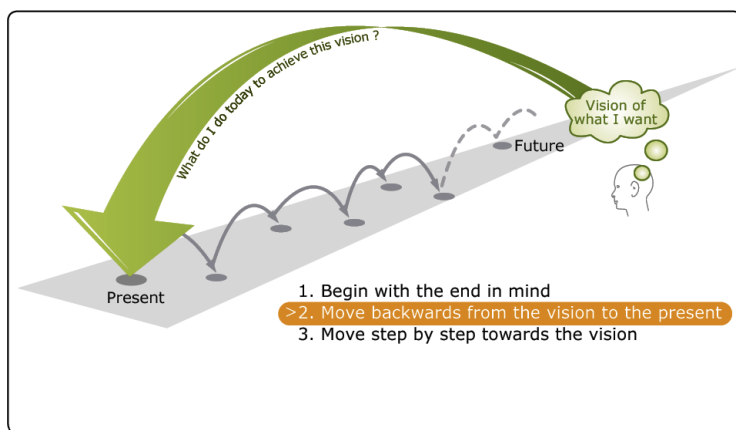 What do I do today to achieve this vision ?
Vision of
what I want
Future
Present
1. Begin with the end in mind
>2. Move backwards from the vision to the present
3. Move step by step towards the vision